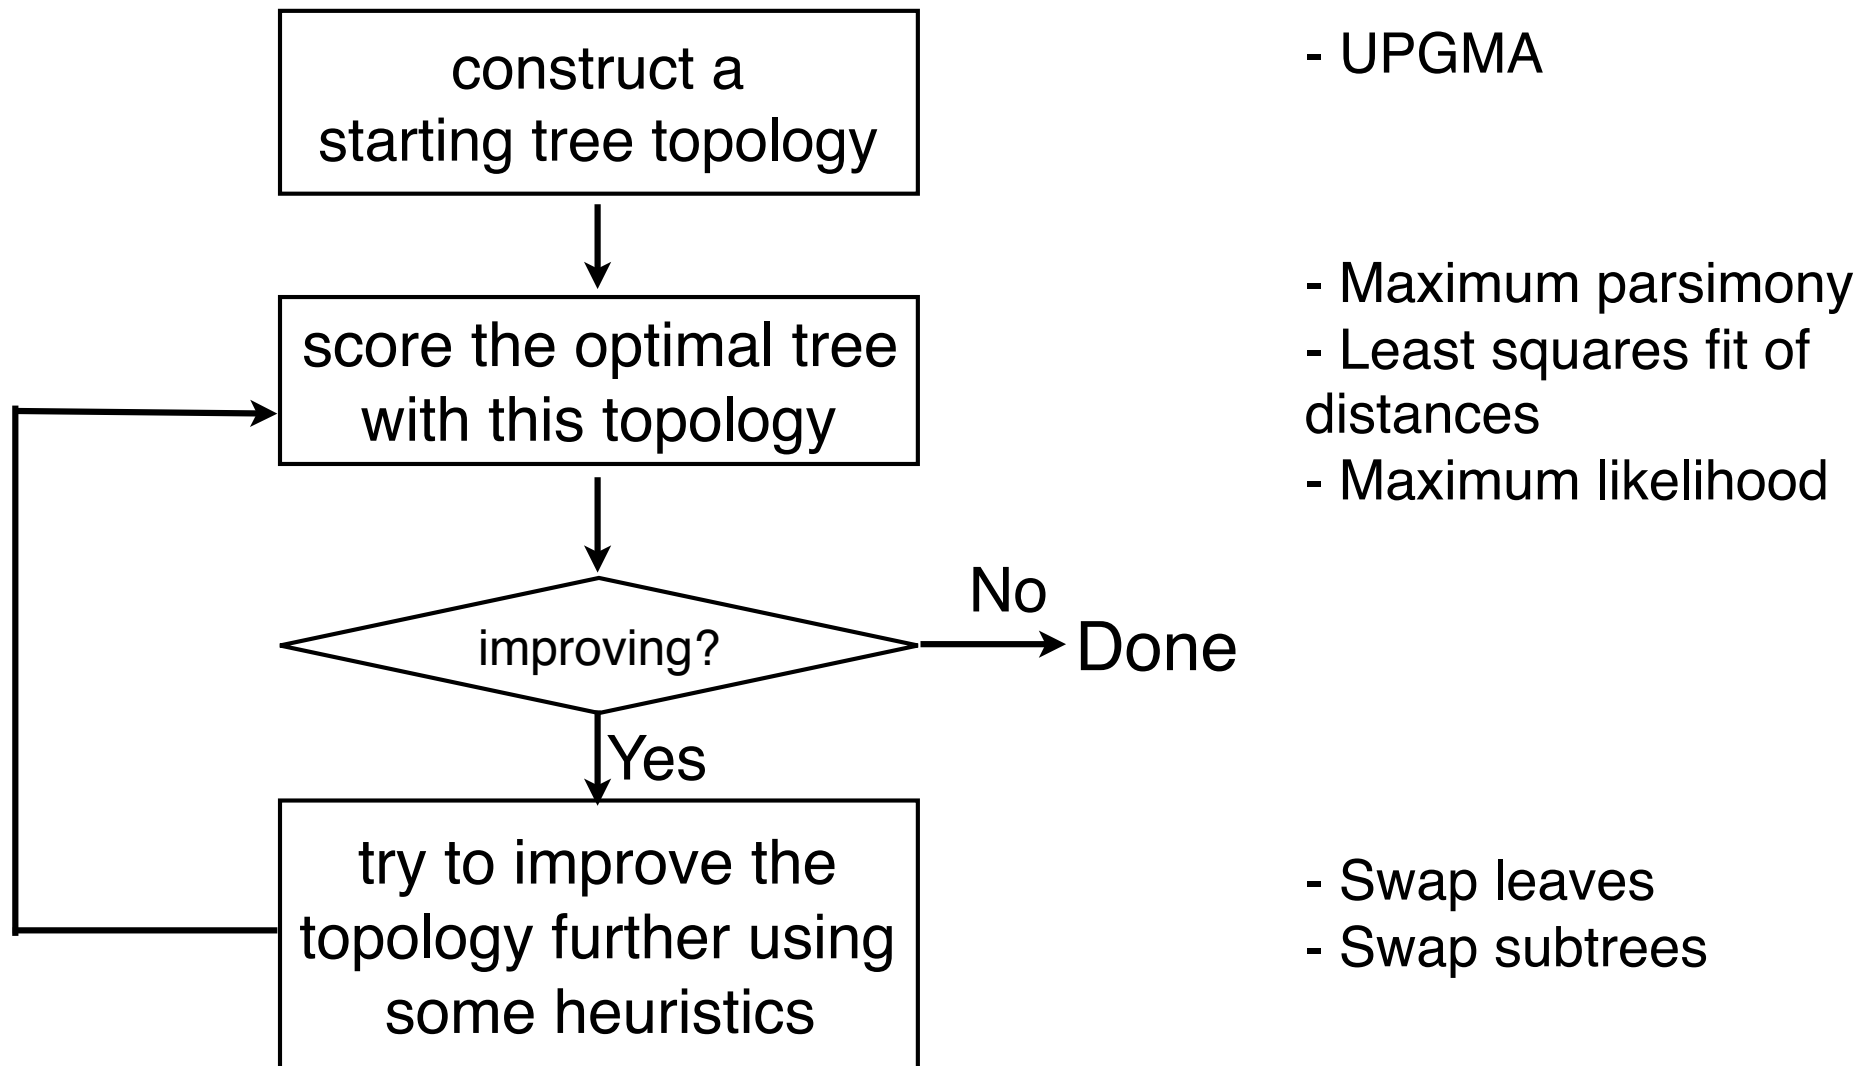 construct a
starting tree topology
- UPGMA
score the optimal tree
with this topology
- Maximum parsimony
- Least squares fit of
distances
- Maximum likelihood
improving?
No
Done
Yes
try to improve the
topology further using
some heuristics
- Swap leaves
- Swap subtrees